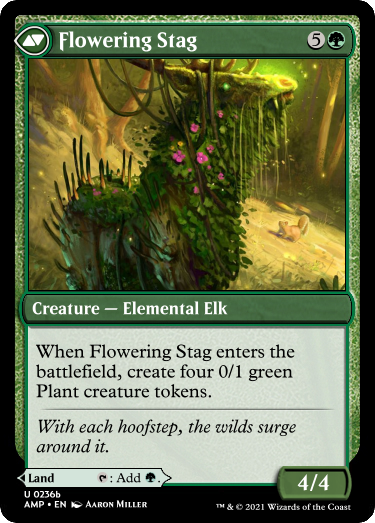 Flowering Stag 5
Creature — Elemental Elk
When Flowering Stag enters the
battlefield, create four 0/1 green
Plant creature tokens.
With each hoofstep, the wilds surge
around it.
Land : Add .
4/4
U 0236b
AMP • EN Aaron Miller
™ & © 2021 Wizards of the Coast